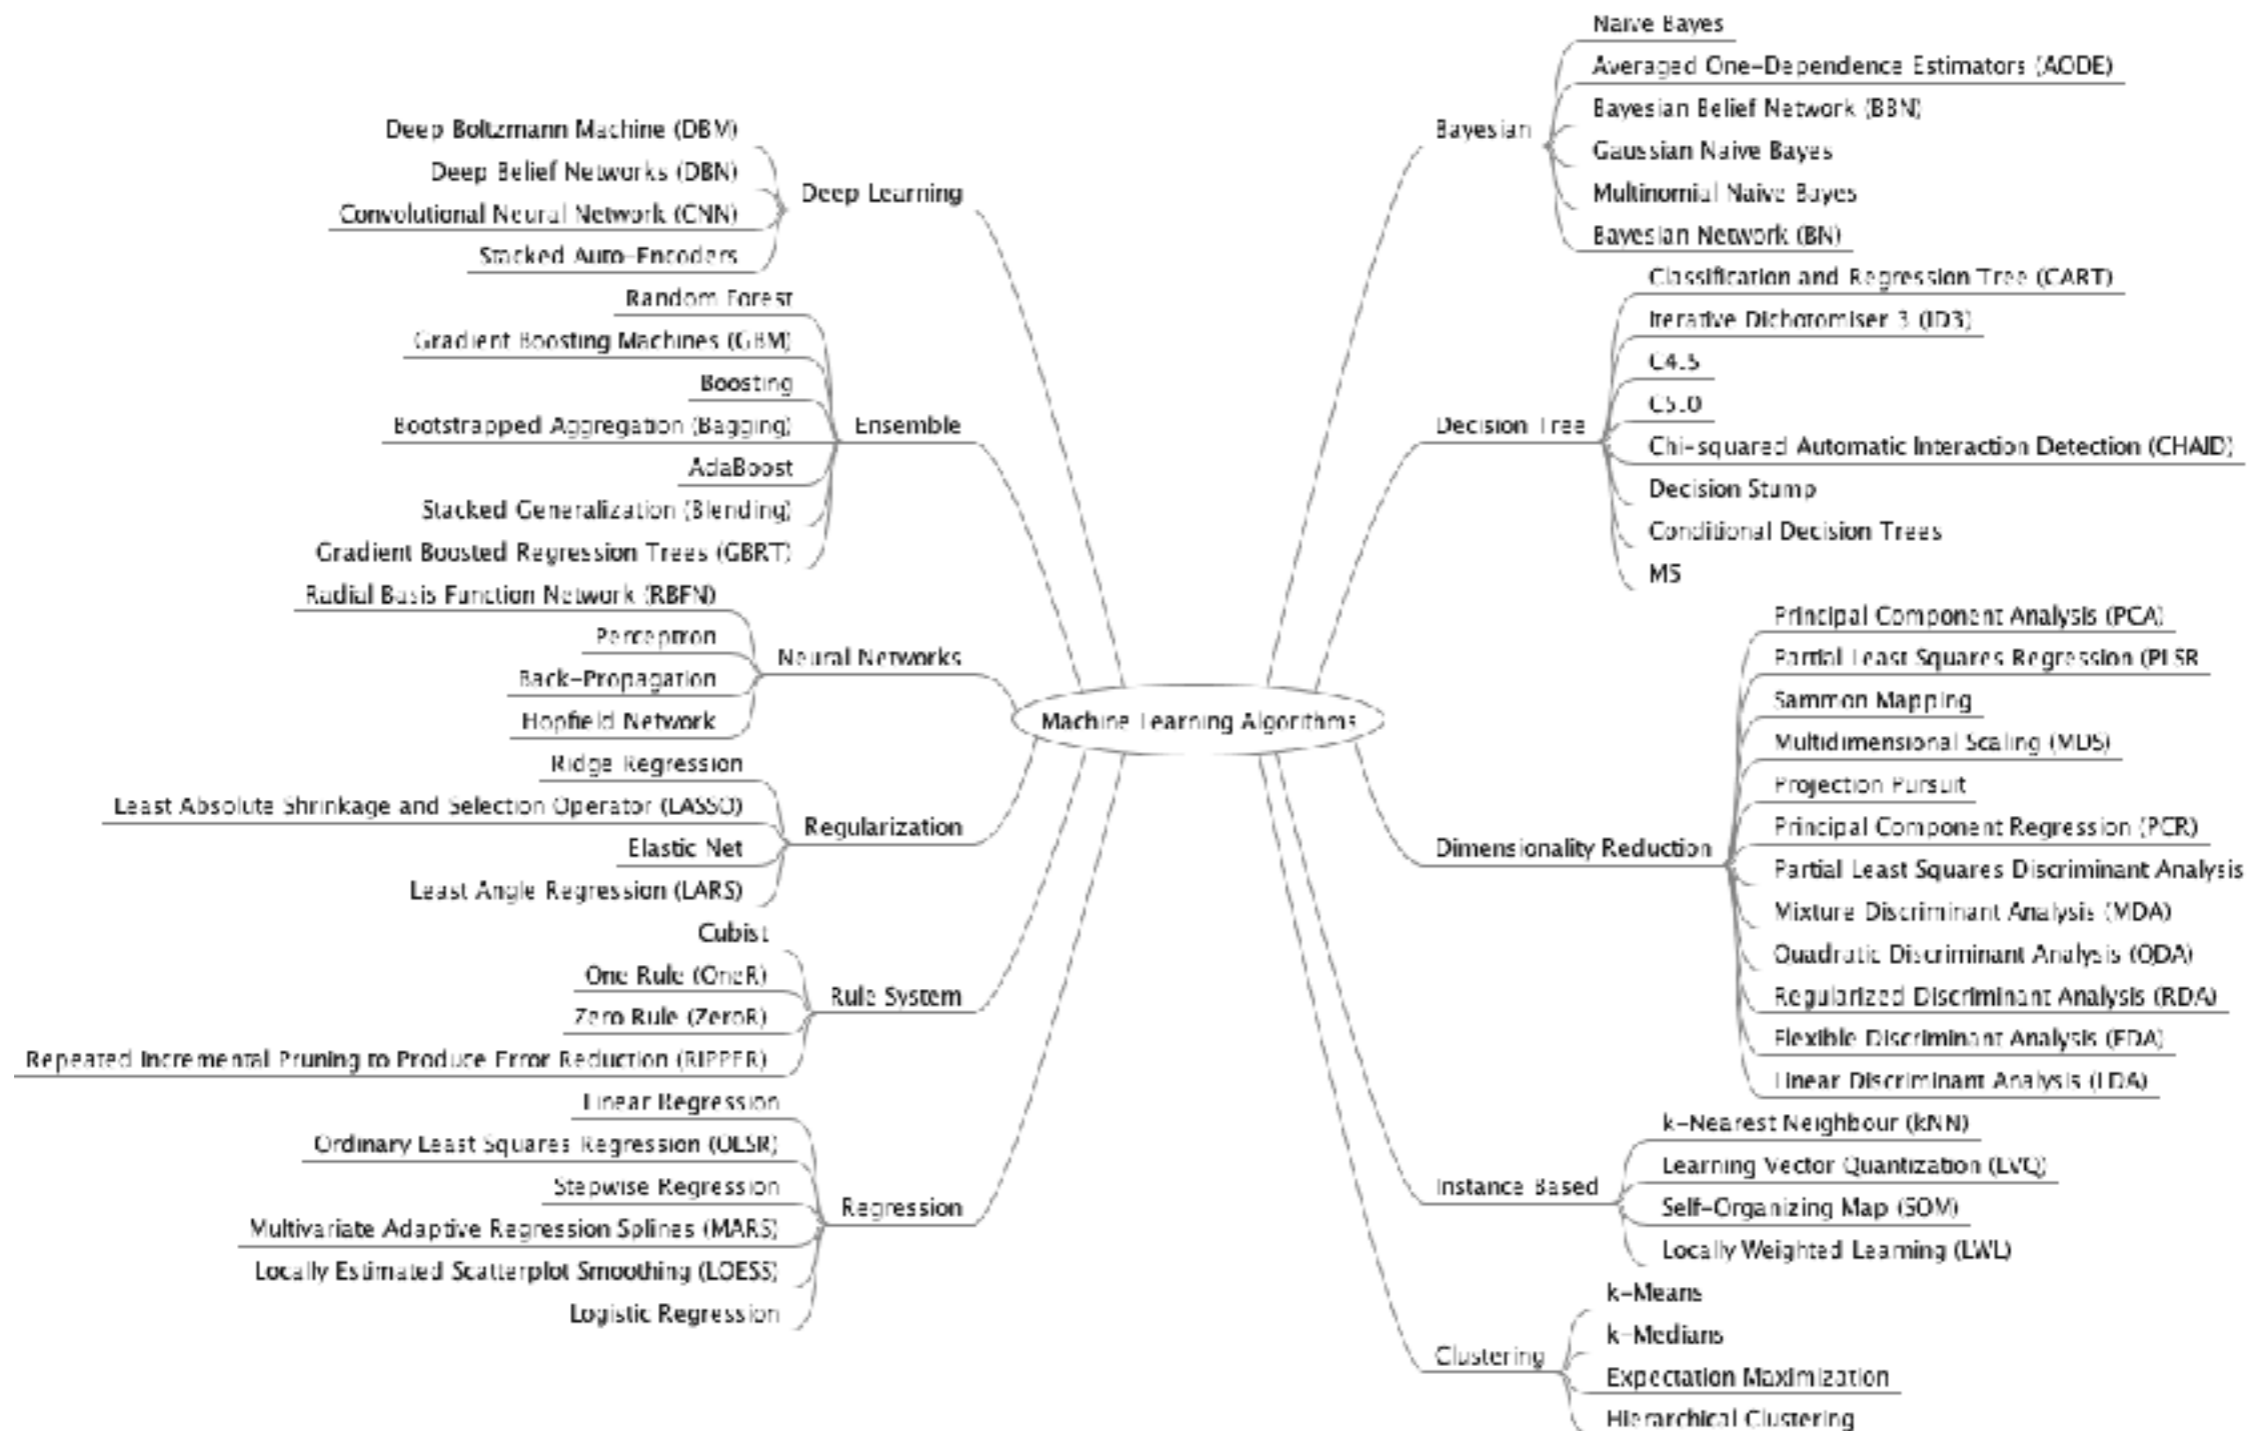 Machine Learning Algorithms
Deep Learning
Deep Boltzmann Machine (DBM)
Deep Belief Networks (DBN)
Convolutional Neural Network (CNN)
Stacked Auto-Encoders
Ensemble
Random Forest
Gradient Boosting Machines (GBM)
Boosting
Bootstrapped Aggregation (Bagging)
AdaBoost
Stacked Generalization (Blending)
Gradient Boosted Regression Trees (GBRT)
Neural Networks
Radial Basis Function Network (RBFN)
Perceptron
Back-Propagation
Hopfield Network
Regularization
Ridge Regression
Least Absolute Shrinkage and Selection Operator (LASSO)
Elastic Net
Least Angle Regression (LARS)
Rule System
Cubist
One Rule (OneR)
Zero Rule (ZeroR)
Repeated Incremental Pruning to Produce Error Reduction (RIPPER)
Regression
Linear Regression
Ordinary Least Squares Regression (OLSR)
Stepwise Regression
Multivariate Adaptive Regression Splines (MARS)
Locally Estimated Scatterplot Smoothing (LOESS)
Logistic Regression
Bayesian
Naive Bayes
Averaged One-Dependence Estimators (AODE)
Bayesian Belief Network (BBN)
Gaussian Naive Bayes
Multinomial Naive Bayes
Bayesian Network (BN)
Decision Tree
Classification and Regression Tree (CART)
Iterative Dichotomiser 3 (ID3)
C4.5
C5.0
Chi-squared Automatic Interaction Detection (CHAID)
Decision Stump
Conditional Decision Trees
M5
Dimensionality Reduction
Principal Component Analysis (PCA)
Partial Least Squares Regression (PLSR
Sammon Mapping
Multidimensional Scaling (MDS)
Projection Pursuit
Principal Component Regression (PCR)
Partial Least Squares Discriminant Analysis
Mixture Discriminant Analysis (MDA)
Quadratic Discriminant Analysis (QDA)
Regularized Discriminant Analysis (RDA)
Flexible Discriminant Analysis (FDA)
Linear Discriminant Analysis (LDA)
Instance Based
k-Nearest Neighbour (kNN)
Learning Vector Quantization (LVQ)
Self-Organizing Map (SOM)
Locally Weighted Learning (LWL)
Clustering
k-Means
k-Medians
Expectation Maximization
Hierarchical Clustering